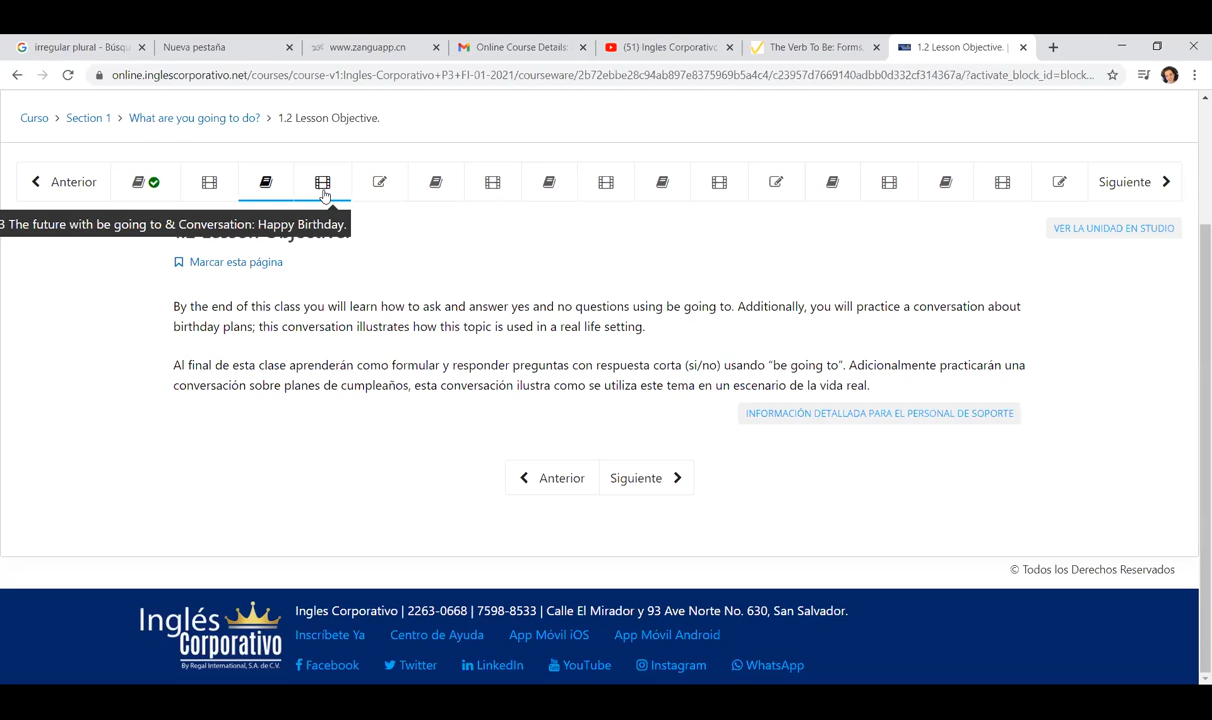 irregular plural - Búsqu
Nueva pestaña
www.zanguapp.cn
Online Course Details:
(51) Ingles Corporativo
The Verb To Be: Forms,
1.2 Lesson Objective. |
online.inglescorporativo.net/courses/course-v1:Ingles-Corporativo+P3+FI-01-2021/courseware/2b72ebbe28c94ab897e8375969b5a4c4/c23957d7669140adbb0d332cf314367a/?activate_block_id=block...
Curso > Section 1 > What are you going to do? > 1.2 Lesson Objective.
Anterior
Siguiente
3 The future with be going to & Conversation: Happy Birthday.
VER LA UNIDAD EN STUDIO
Marcar esta página
By the end of this class you will learn how to ask and answer yes and no questions using be going to. Additionally, you will practice a conversation about
birthday plans; this conversation illustrates how this topic is used in a real life setting.
Al final de esta clase aprenderán como formular y responder preguntas con respuesta corta (si/no) usando “be going to”. Adicionalmente practicarán una
conversación sobre planes de cumpleaños, esta conversación ilustra como se utiliza este tema en un escenario de la vida real.
INFORMACIÓN DETALLADA PARA EL PERSONAL DE SOPORTE
Anterior
Siguiente
© Todos los Derechos Reservados
Inglés
Corporativo
By Regal International, S.A. de C.V.
Ingles Corporativo | 2263-0668 | 7598-8533 | Calle El Mirador y 93 Ave Norte No. 630, San Salvador.
Inscríbete Ya
Centro de Ayuda
App Móvil iOS
App Móvil Android
Facebook
Twitter
LinkedIn
YouTube
Instagram
WhatsApp